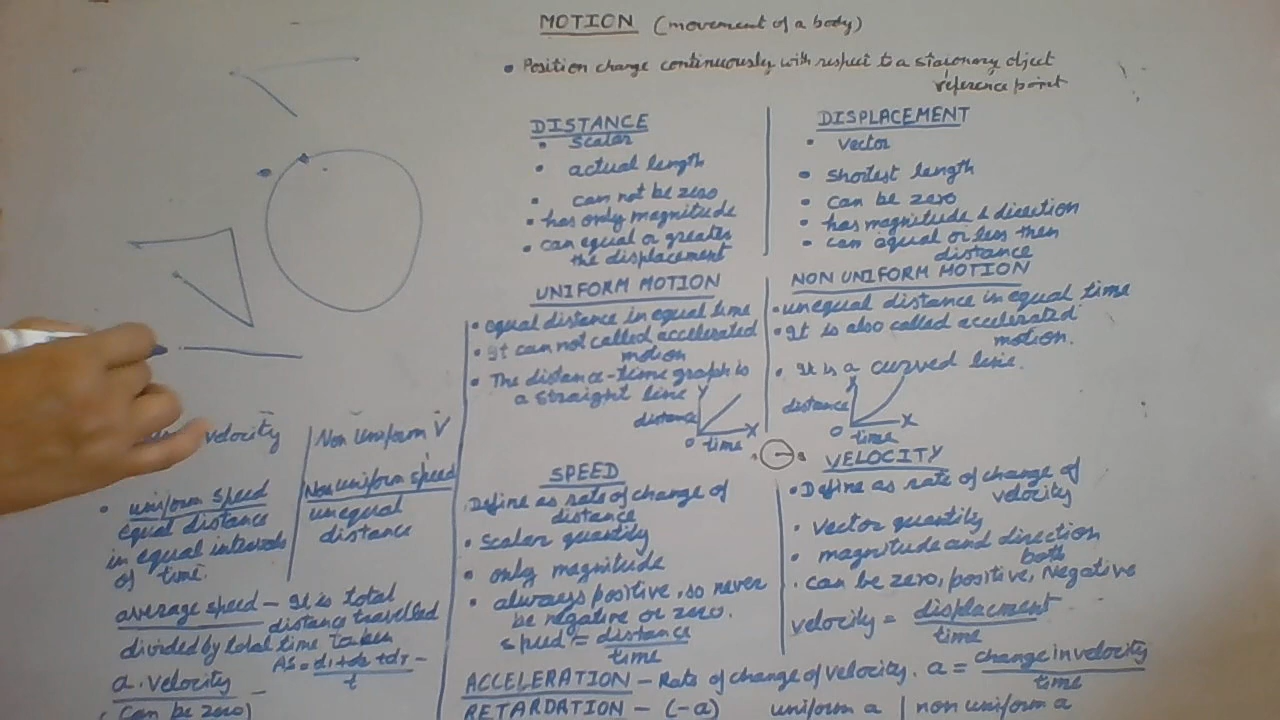 MOTION (movement of a body)
• Position change continuously with respect to a stationary object
reference point
DISTANCE
• scalar
• actual length
• can not be zero
• has only magnitude
• can equal or greater
the displacement
DISPLACEMENT
• vector
• shortest length
• can be zero
• has magnitude & direction
• can equal or less then
distance
UNIFORM MOTION
• equal distance in equal time
• It can not called accelerated
motion
• The distance-time graph is
a straight line
Y
distance
O time X
NON UNIFORM MOTION
• unequal distance in equal time
• It is also called accelerated
motion.
• It is a curved line.
Y
distance
O time X
velocity
• uniform speed
equal distance
in equal intervals
of time.
Non Uniform V
Non uniform speed
unequal
distance
average speed - It is total
distance travelled
divided by total time taken
AS = d1+d2+d3 -
t
a. velocity -
(can be zero)
SPEED
. Define as rate of change of
distance
• Scalar quantity
• only magnitude
• always positive, so never
be negative or zero.
speed = distance
time
VELOCITY
• Define as rate of change of
velocity
• vector quantity
• magnitude and direction
both
• can be zero, positive, Negative
velocity = displacment
time
ACCELERATION - Rate of change of velocity. a = change in velocity
time
RETARDATION - (-a) uniform a | non uniform a